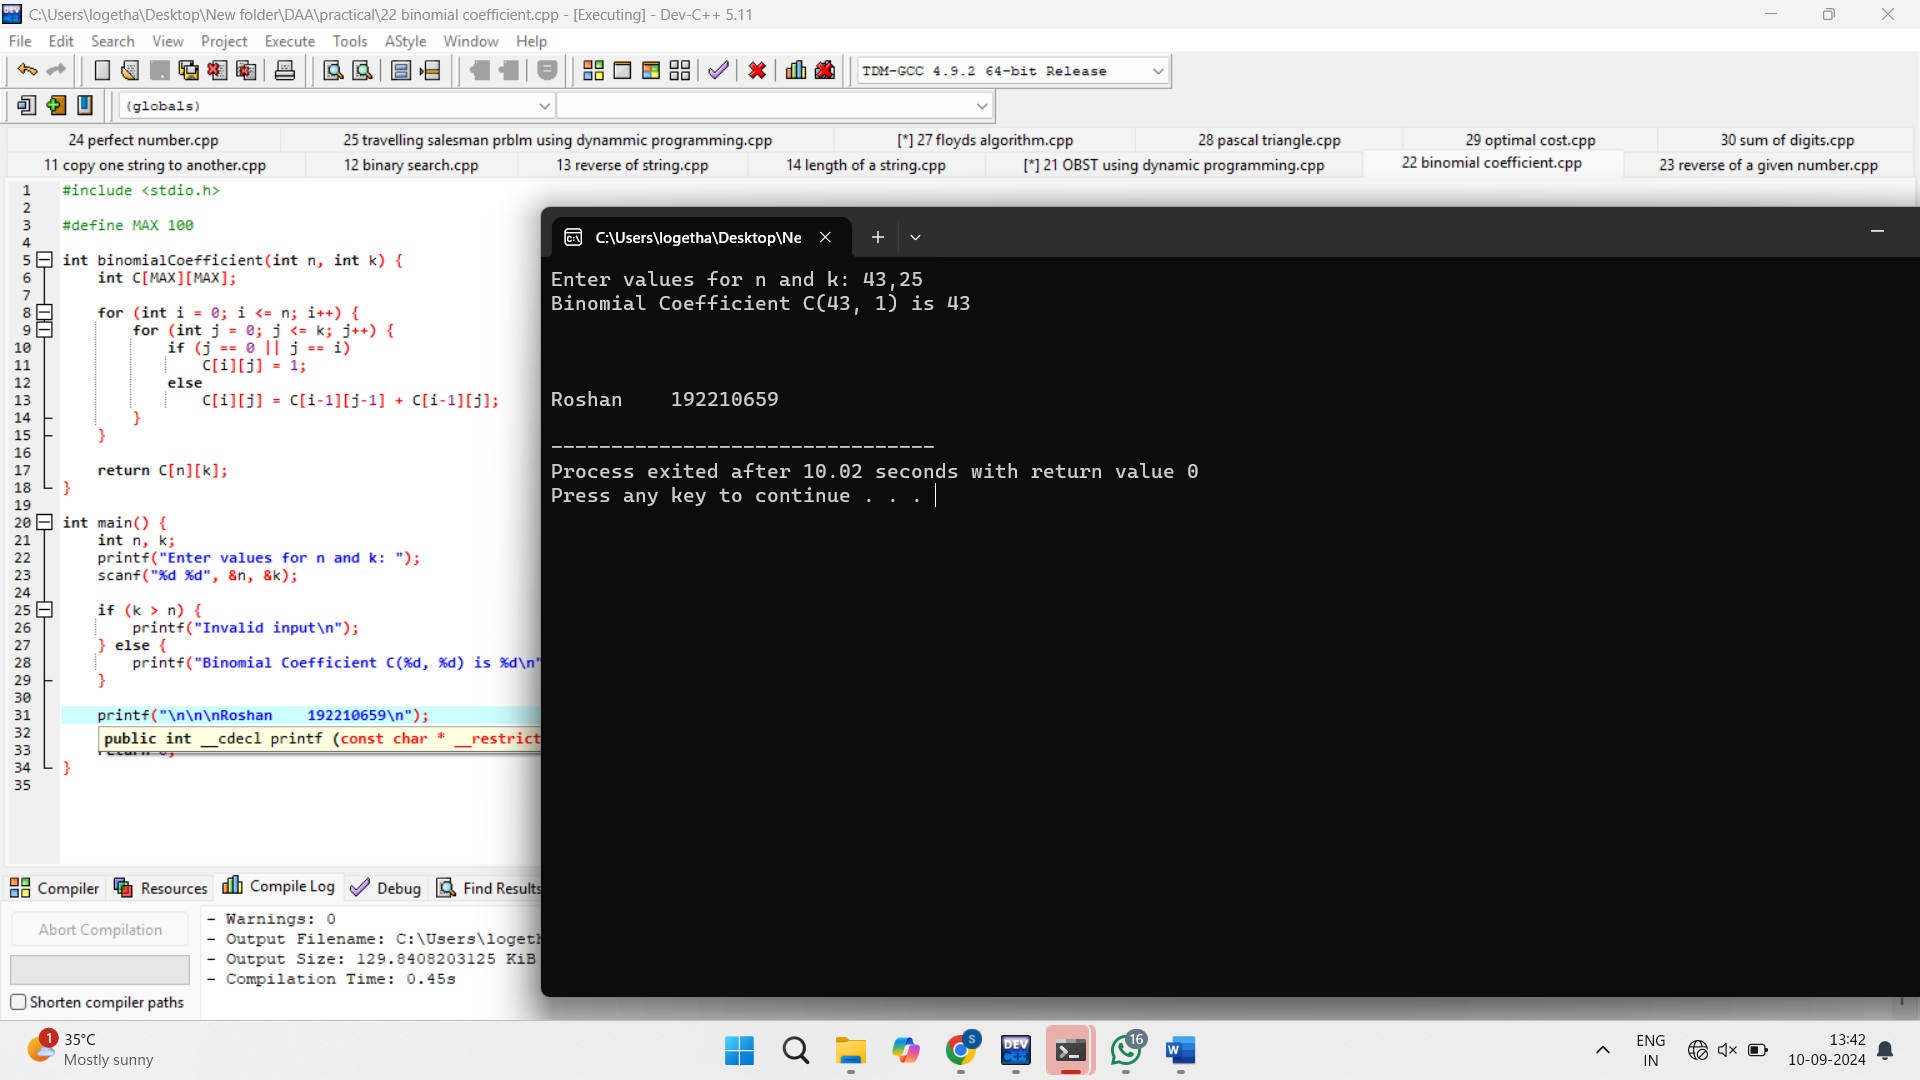 C:\Users\logetha\Desktop\New folder\DAA\practical\22 binomial coefficient.cpp - [Executing] - Dev-C++ 5.11
File Edit Search View Project Execute Tools AStyle Window Help
TDM-GCC 4.9.2 64-bit Release
(globals)
24 perfect number.cpp 25 travelling salesman prblm using dynammic programming.cpp [*] 27 floyds algorithm.cpp 28 pascal triangle.cpp 29 optimal cost.cpp 30 sum of digits.cpp
11 copy one string to another.cpp 12 binary search.cpp 13 reverse of string.cpp 14 length of a string.cpp [*] 21 OBST using dynamic programming.cpp 22 binomial coefficient.cpp 23 reverse of a given number.cpp
1 #include <stdio.h>
2
3 #define MAX 100
4
5 int binomialCoefficient(int n, int k) {
6 int C[MAX][MAX];
7
8 for (int i = 0; i <= n; i++) {
9 for (int j = 0; j <= k; j++) {
10 if (j == 0 || j == i)
11 C[i][j] = 1;
12 else
13 C[i][j] = C[i-1][j-1] + C[i-1][j];
14 }
15 }
16
17 return C[n][k];
18 }
19
20 int main() {
21 int n, k;
22 printf("Enter values for n and k: ");
23 scanf("%d %d", &n, &k);
24
25 if (k > n) {
26 printf("Invalid input\n");
27 } else {
28 printf("Binomial Coefficient C(%d, %d) is %d\n"
29 }
30
31 printf("\n\n\nRoshan    192210659\n");
32 public int __cdecl printf (const char * __restrict
33
34 }
35
C:\Users\logetha\Desktop\Ne
Enter values for n and k: 43,25
Binomial Coefficient C(43, 1) is 43
Roshan    192210659
--------------------------------
Process exited after 10.02 seconds with return value 0
Press any key to continue . . .
Compiler Resources Compile Log Debug Find Results
Abort Compilation
Shorten compiler paths
- Warnings: 0
- Output Filename: C:\Users\loget
- Output Size: 129.8408203125 KiB
- Compilation Time: 0.45s
1
35°C
Mostly sunny
S
DEV
C++
16
W
ENG
IN
13:42
10-09-2024